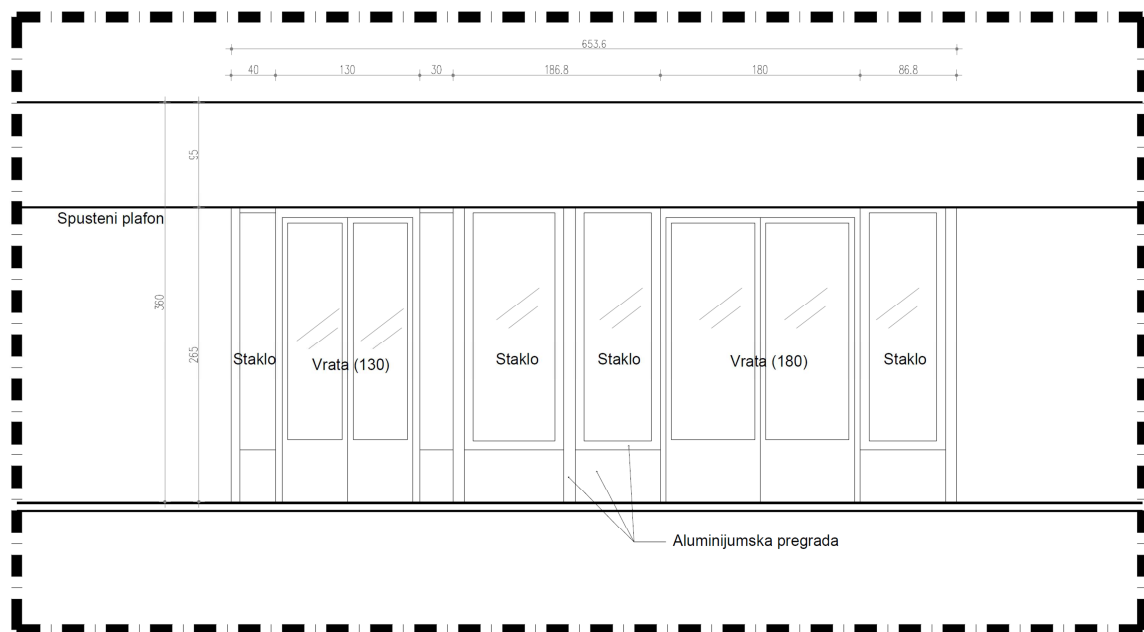 653.6
40 130 30 186.8 180 86.8
95
Spusteni plafon
360
265
Staklo Vrata (130) Staklo Staklo Vrata (180) Staklo
Aluminijumska pregrada